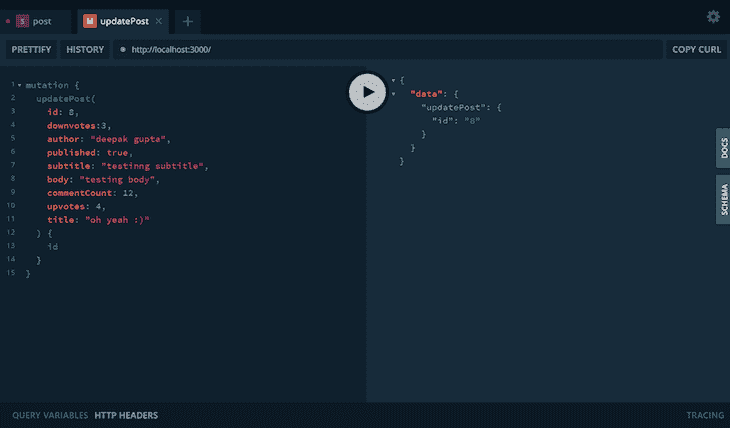 S post
M updatePost × +
PRETTIFY HISTORY http://localhost:3000/ COPY CURL
1 mutation {
2 updatePost(
3 id: 8,
4 downvotes:3,
5 author: "deepak gupta",
6 published: true,
7 subtitle: "testinng subtitle",
8 body: "testing body",
9 commentCount: 12,
10 upvotes: 4,
11 title: "oh yeah :)"
12 ) {
13 id
14 }
15 }
{
"data": {
"updatePost": {
"id": "8"
}
}
}
DOCS
SCHEMA
QUERY VARIABLES HTTP HEADERS TRACING